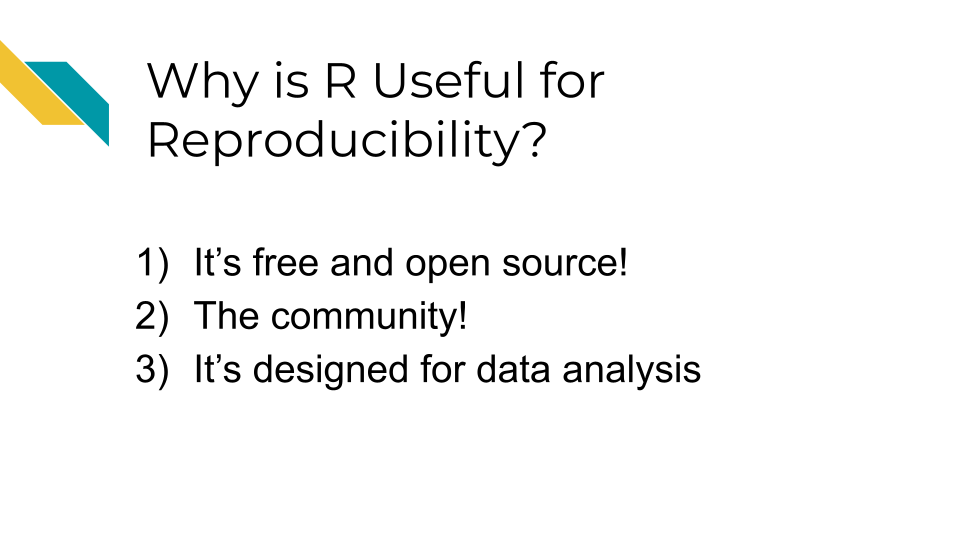 Why is R Useful for
Reproducibility?
1) It’s free and open source!
2) The community!
3) It’s designed for data analysis